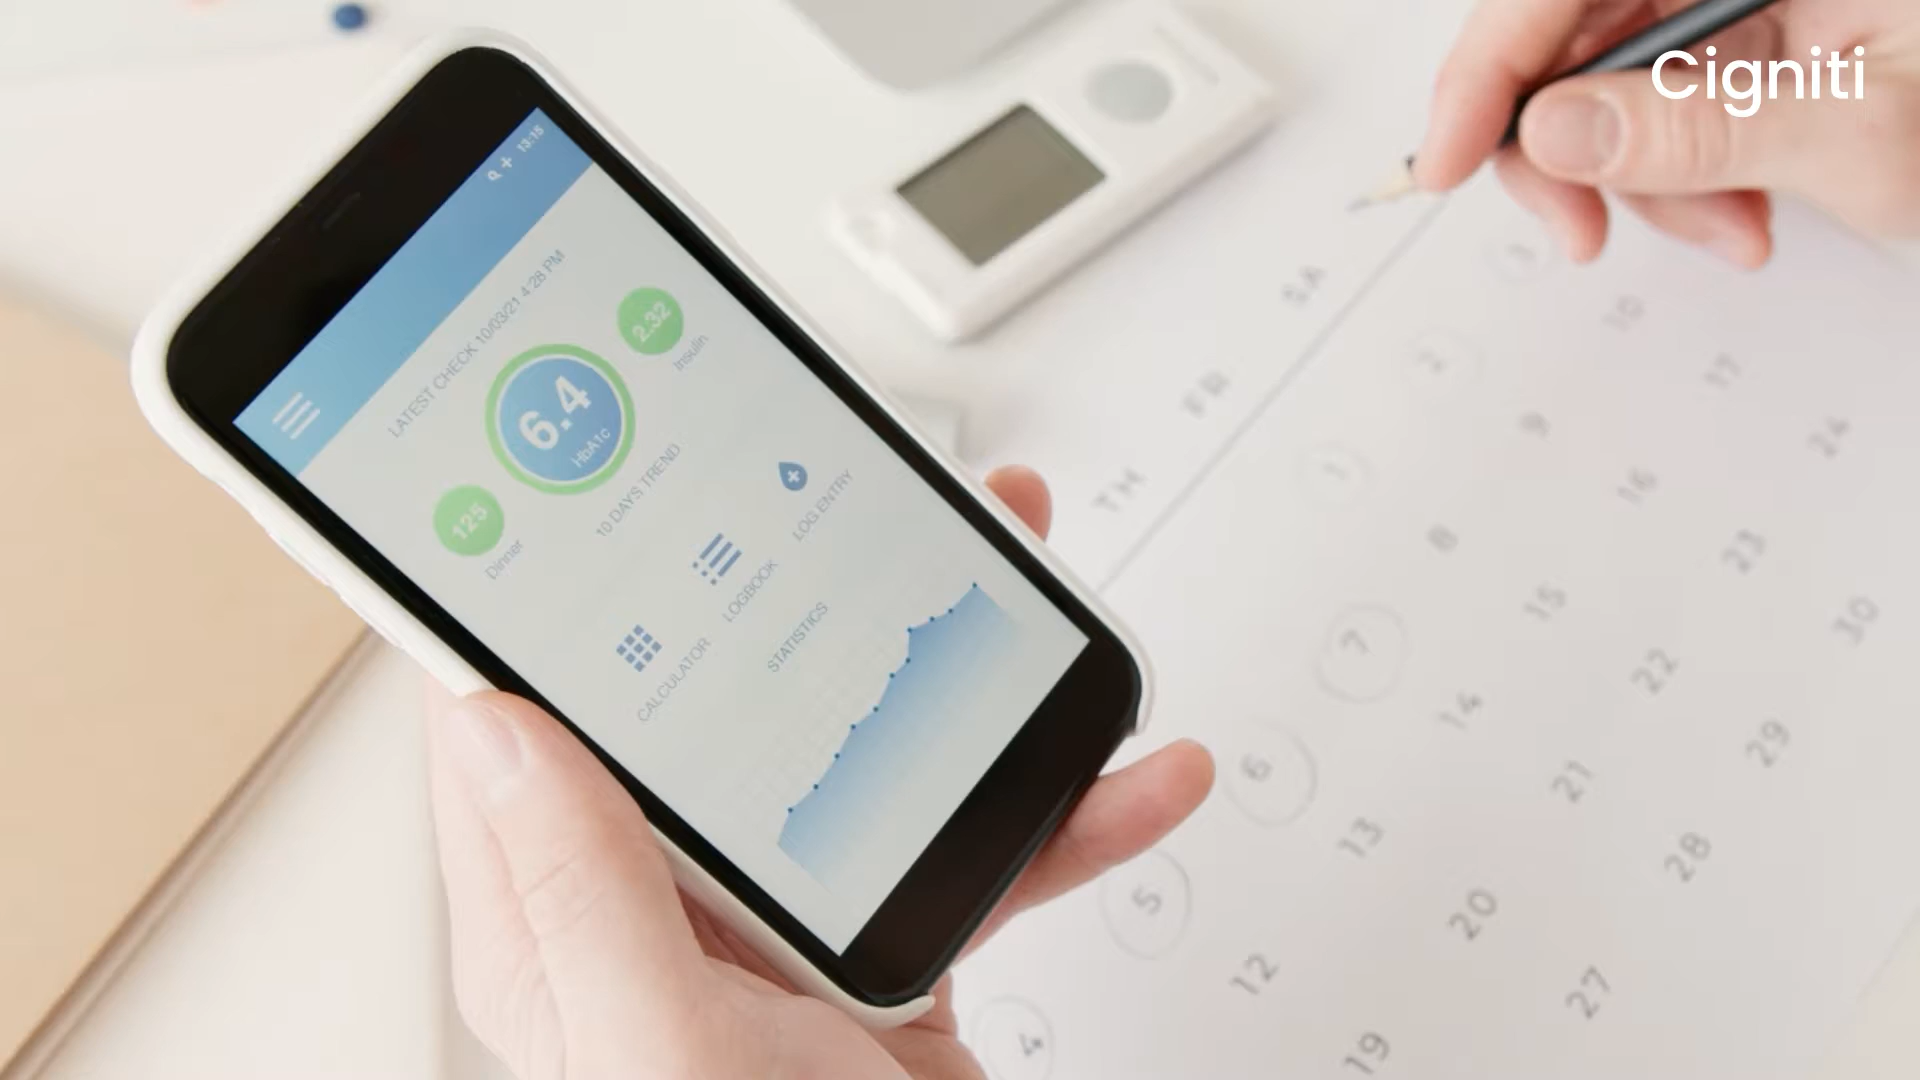 Cigniti
13:15
LATEST CHECK 10/03/21 4:28 PM
125
Dinner
6.4
HbA1c
2.32
Insulin
10 DAYS TREND
CALCULATOR
LOGBOOK
LOG ENTRY
STATISTICS
TH FR SA
1 2 3
4 5 6 7 8 9 10
12 13 14 15 16 17
19 20 21 22 23 24
27 28 29 30